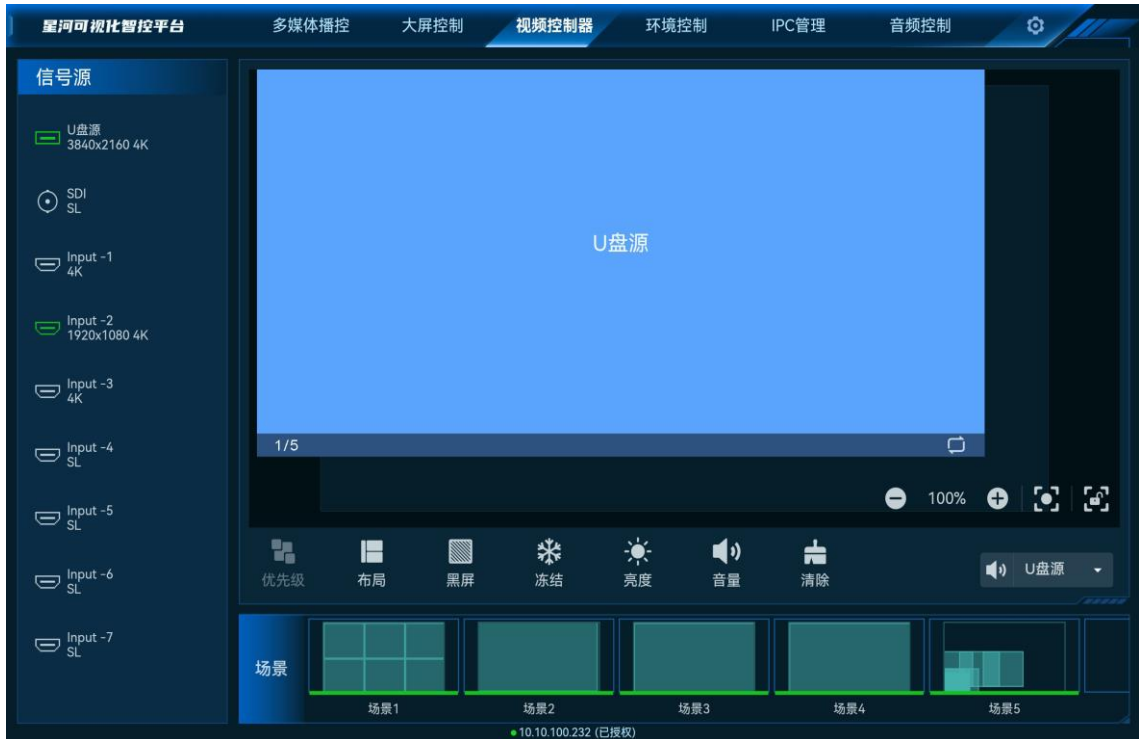 星河可视化智控平台
多媒体播控
大屏控制
视频控制器
环境控制
IPC管理
音频控制
信号源
U盘源
3840x2160 4K
SDI
SL
Input -1
4K
Input -2
1920x1080 4K
Input -3
4K
Input -4
SL
Input -5
SL
Input -6
SL
Input -7
SL
U盘源
1/5
100%
优先级
布局
黑屏
冻结
亮度
音量
清除
U盘源
场景
场景1
场景2
场景3
场景4
场景5
10.10.100.232 (已授权)